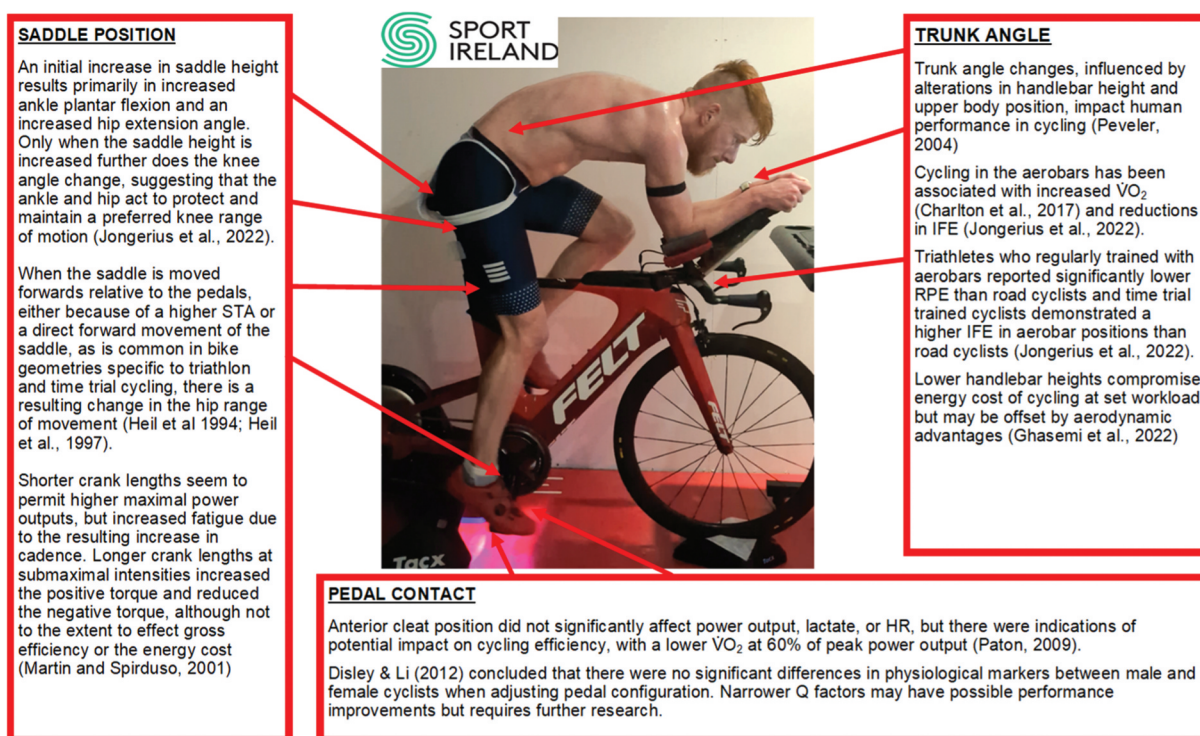 SADDLE POSITION
An initial increase in saddle height
results primarily in increased
ankle plantar flexion and an
increased hip extension angle.
Only when the saddle height is
increased further does the knee
angle change, suggesting that the
ankle and hip act to protect and
maintain a preferred knee range
of motion (Jongerius et al., 2022).
When the saddle is moved
forwards relative to the pedals,
either because of a higher STA or
a direct forward movement of the
saddle, as is common in bike
geometries specific to triathlon
and time trial cycling, there is a
resulting change in the hip range
of movement (Heil et al 1994; Heil
et al., 1997).
Shorter crank lengths seem to
permit higher maximal power
outputs, but increased fatigue due
to the resulting increase in
cadence. Longer crank lengths at
submaximal intensities increased
the positive torque and reduced
the negative torque, although not
to the extent to effect gross
efficiency or the energy cost
(Martin and Spirduso, 2001)
SPORT
IRELAND
FELT
FELT
Tacx
Tacx
TRUNK ANGLE
Trunk angle changes, influenced by
alterations in handlebar height and
upper body position, impact human
performance in cycling (Peveler,
2004)
Cycling in the aerobars has been
associated with increased V̇O₂
(Charlton et al., 2017) and reductions
in IFE (Jongerius et al., 2022).
Triathletes who regularly trained with
aerobars reported significantly lower
RPE than road cyclists and time trial
trained cyclists demonstrated a
higher IFE in aerobar positions than
road cyclists (Jongerius et al., 2022).
Lower handlebar heights compromise
energy cost of cycling at set workload
but may be offset by aerodynamic
advantages (Ghasemi et al., 2022)
PEDAL CONTACT
Anterior cleat position did not significantly affect power output, lactate, or HR, but there were indications of
potential impact on cycling efficiency, with a lower V̇O₂ at 60% of peak power output (Paton, 2009).
Disley & Li (2012) concluded that there were no significant differences in physiological markers between male and
female cyclists when adjusting pedal configuration. Narrower Q factors may have possible performance
improvements but requires further research.